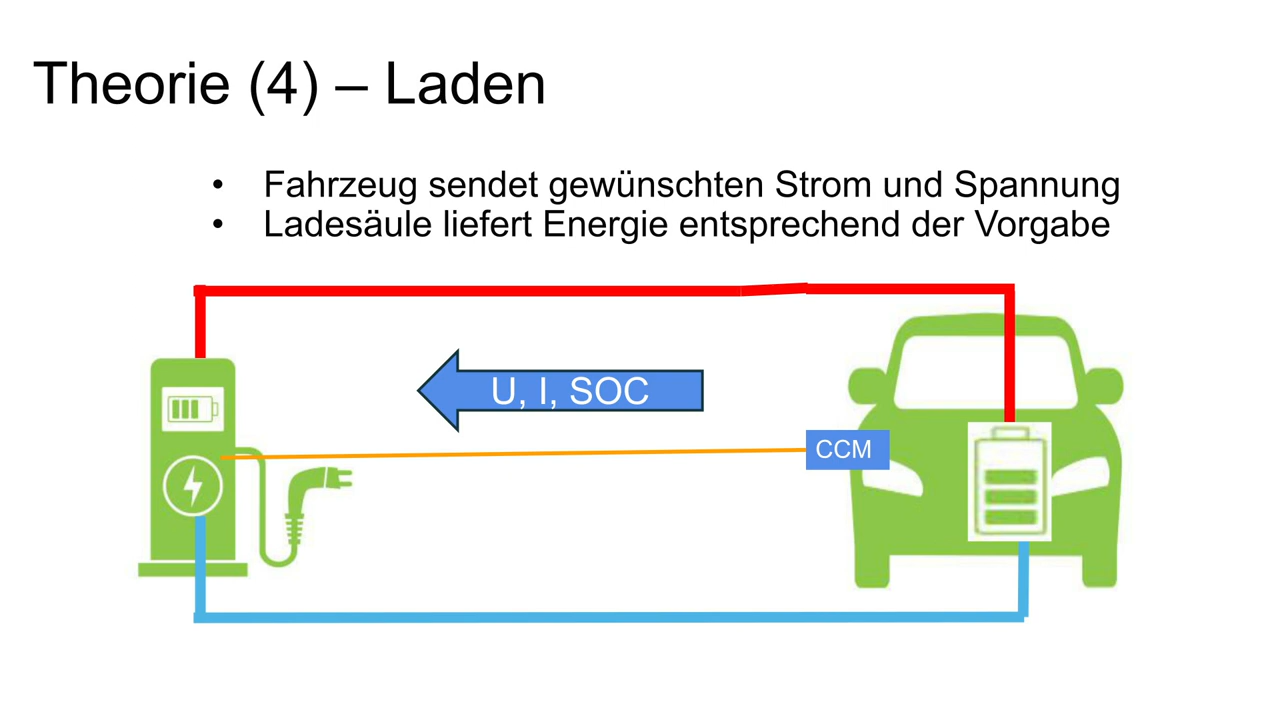 Theorie (4) – Laden
• Fahrzeug sendet gewünschten Strom und Spannung
• Ladesäule liefert Energie entsprechend der Vorgabe
U, I, SOC
CCM